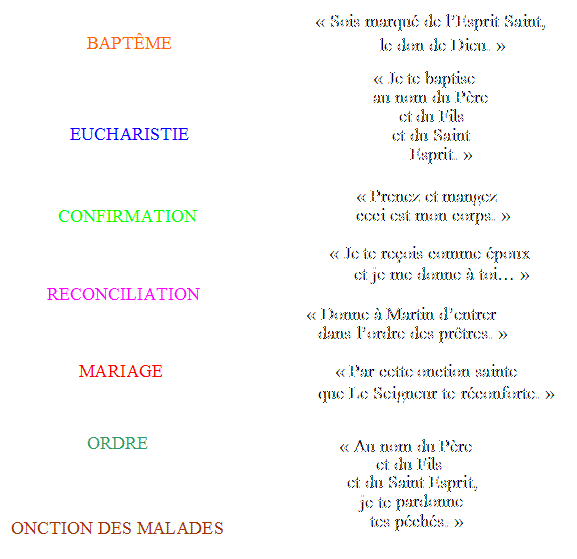 BAPTÊME
EUCHARISTIE
CONFIRMATION
RECONCILIATION
MARIAGE
ORDRE
ONCTION DES MALADES
« Sois marqué de l'Esprit Saint,
le don de Dieu. »
« Je te baptise
au nom du Père
et du Fils
et du Saint
Esprit. »
« Prenez et mangez
ceci est mon corps. »
« Je te reçois comme époux
et je me donne à toi… »
« Donne à Martin d'entrer
dans l'ordre des prêtres. »
« Par cette onction sainte
que Le Seigneur te réconforte. »
« Au nom du Père
et du Fils
et du Saint Esprit,
je te pardonne
tes péchés. »